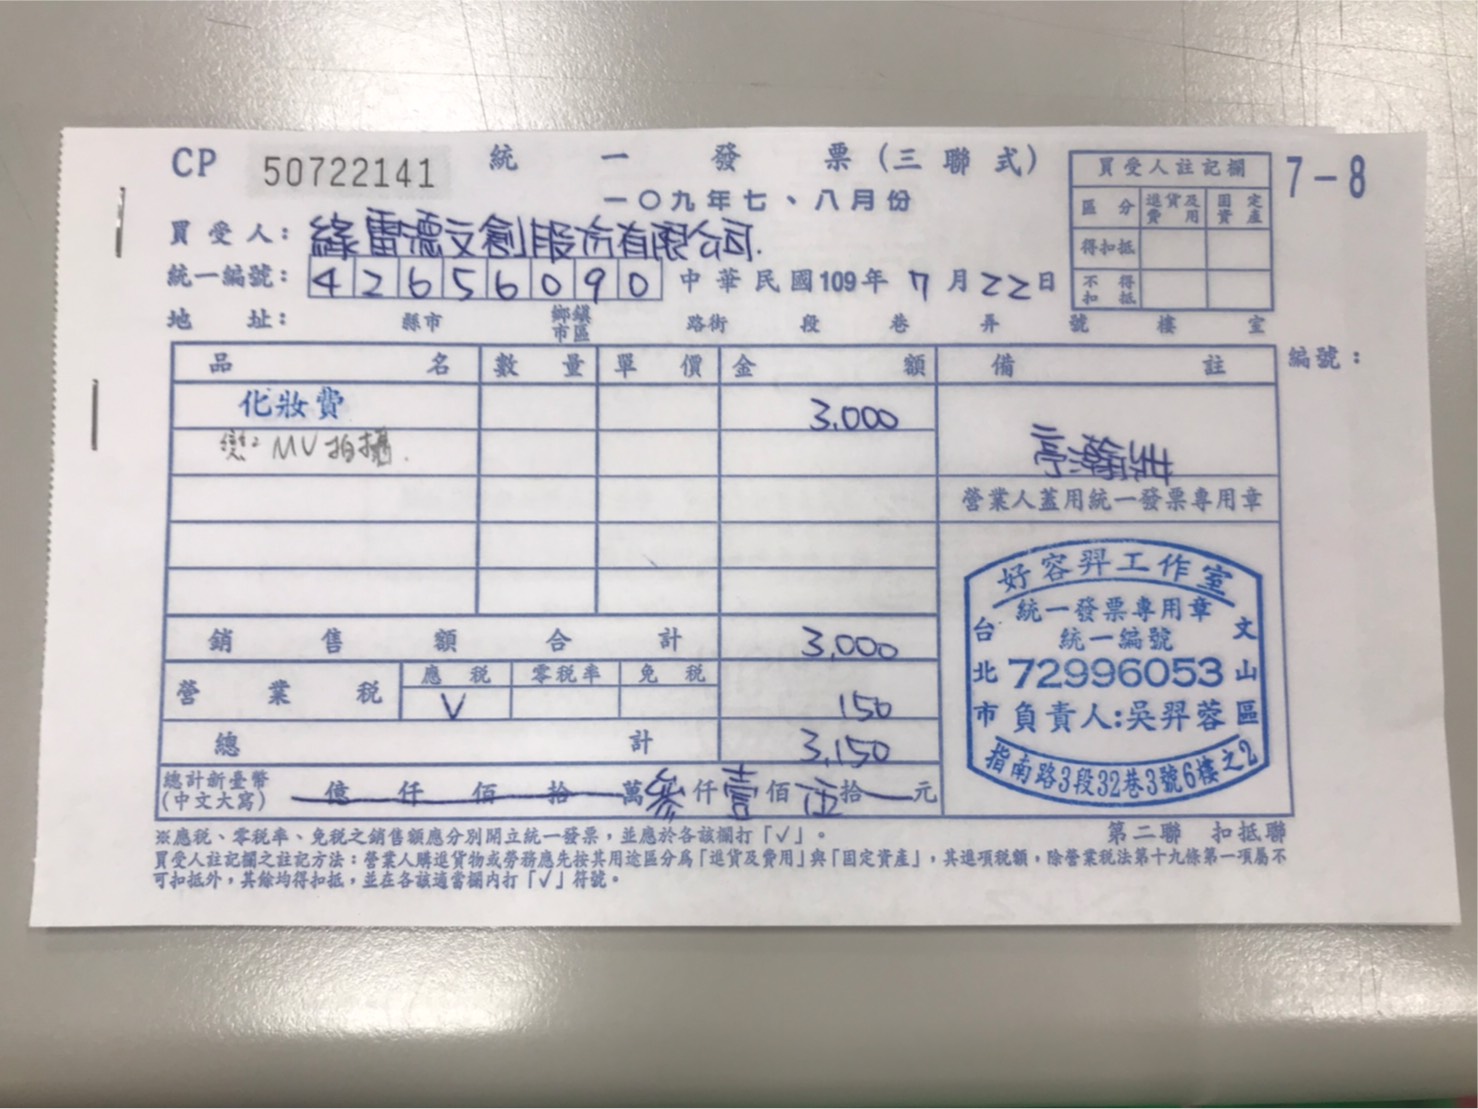 CP 50722141 統一發票(三聯式) 7-8
一○九年七、八月份
買受人註記欄
區分 退貨及費用 固定資產
得扣抵
不得扣抵
買受人: 綠雷德文創股份有限公司.
統一編號: 42656090 中華民國109年7月22日
地址: 縣市 鄉鎮市區 路街 段 巷 弄 號 樓 室
品名 數量 單價 金額 備註 編號:
化妝費 3,000
MV拍攝.
營業人蓋用統一發票專用章
好容羿工作室
統一發票專用章
統一編號
72996053
負責人:吳羿蓉
台北市文山區
指南路3段32巷3號6樓之2
銷售額合計 3,000
營業稅 應稅 零稅率 免稅
V 150
總計 3,150
總計新臺幣(中文大寫) 億仟佰拾萬參仟壹佰伍拾元
※應稅、零稅率、免稅之銷售額應分別開立統一發票,並應於各該欄打「√」。 第二聯 扣抵聯
買受人註記欄之註記方法:營業人購進貨物或勞務應先按其用途區分為「進貨及費用」與「固定資產」,其進項稅額,除營業稅法第十九條第一項屬不
可扣抵外,其餘均得扣抵,並在各該適當欄內打「√」符號。